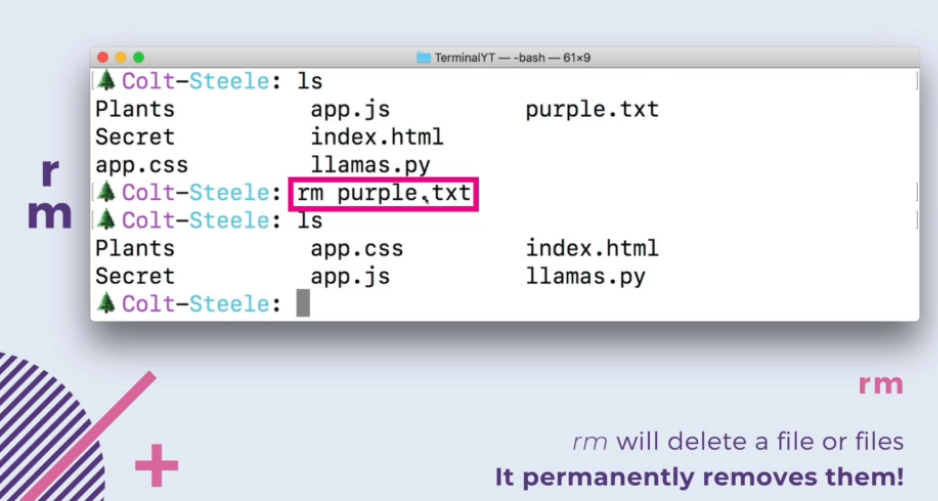 TerminalYT — -bash — 61×9
Colt-Steele: ls
Plants app.js purple.txt
Secret index.html
app.css llamas.py
Colt-Steele: rm purple.txt
Colt-Steele: ls
Plants app.css index.html
Secret app.js llamas.py
Colt-Steele:
r
m
rm
rm will delete a file or files
It permanently removes them!